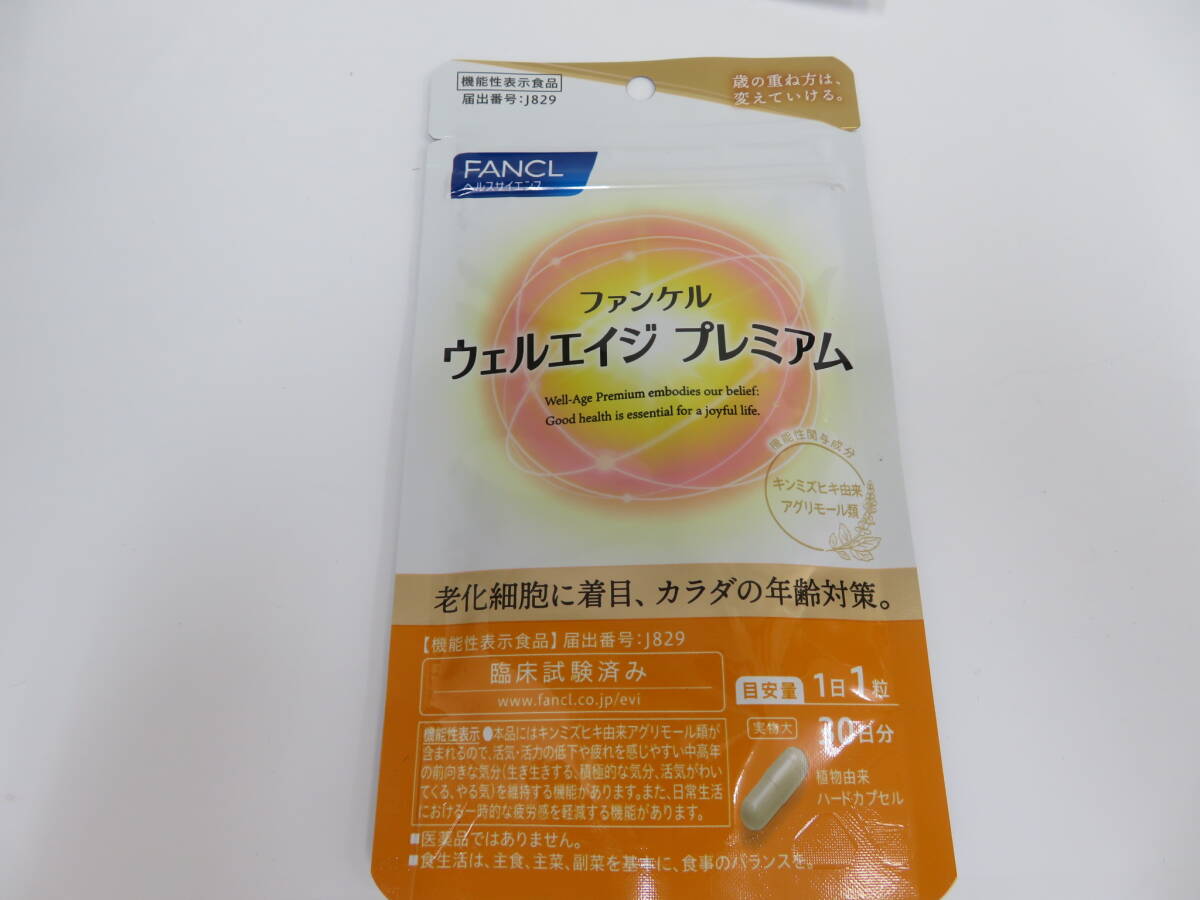 機能性表示食品
届出番号:J829
歳の重ね方は、
変えていける。
FANCL
ヘルスサイエンス
ファンケル
ウェルエイジ プレミアム
Well-Age Premium embodies our belief:
Good health is essential for a joyful life.
機能性関与成分
キンミズヒキ由来
アグリモール類
老化細胞に着目、カラダの年齢対策。
【機能性表示食品】届出番号:J829
臨床試験済み
www.fancl.co.jp/evi
目安量 1日1粒
実物大 30日分
植物由来
ハードカプセル
機能性表示 ●本品にはキンミズヒキ由来アグリモール類が
含まれるので、活気・活力の低下や疲れを感じやすい中高年
の前向きな気分(生き生きする、積極的な気分、活気がわい
てくる、やる気)を維持する機能があります。また、日常生活
における一時的な疲労感を軽減する機能があります。
■医薬品ではありません。
■食生活は、主食、主菜、副菜を基本に、食事のバランスを。